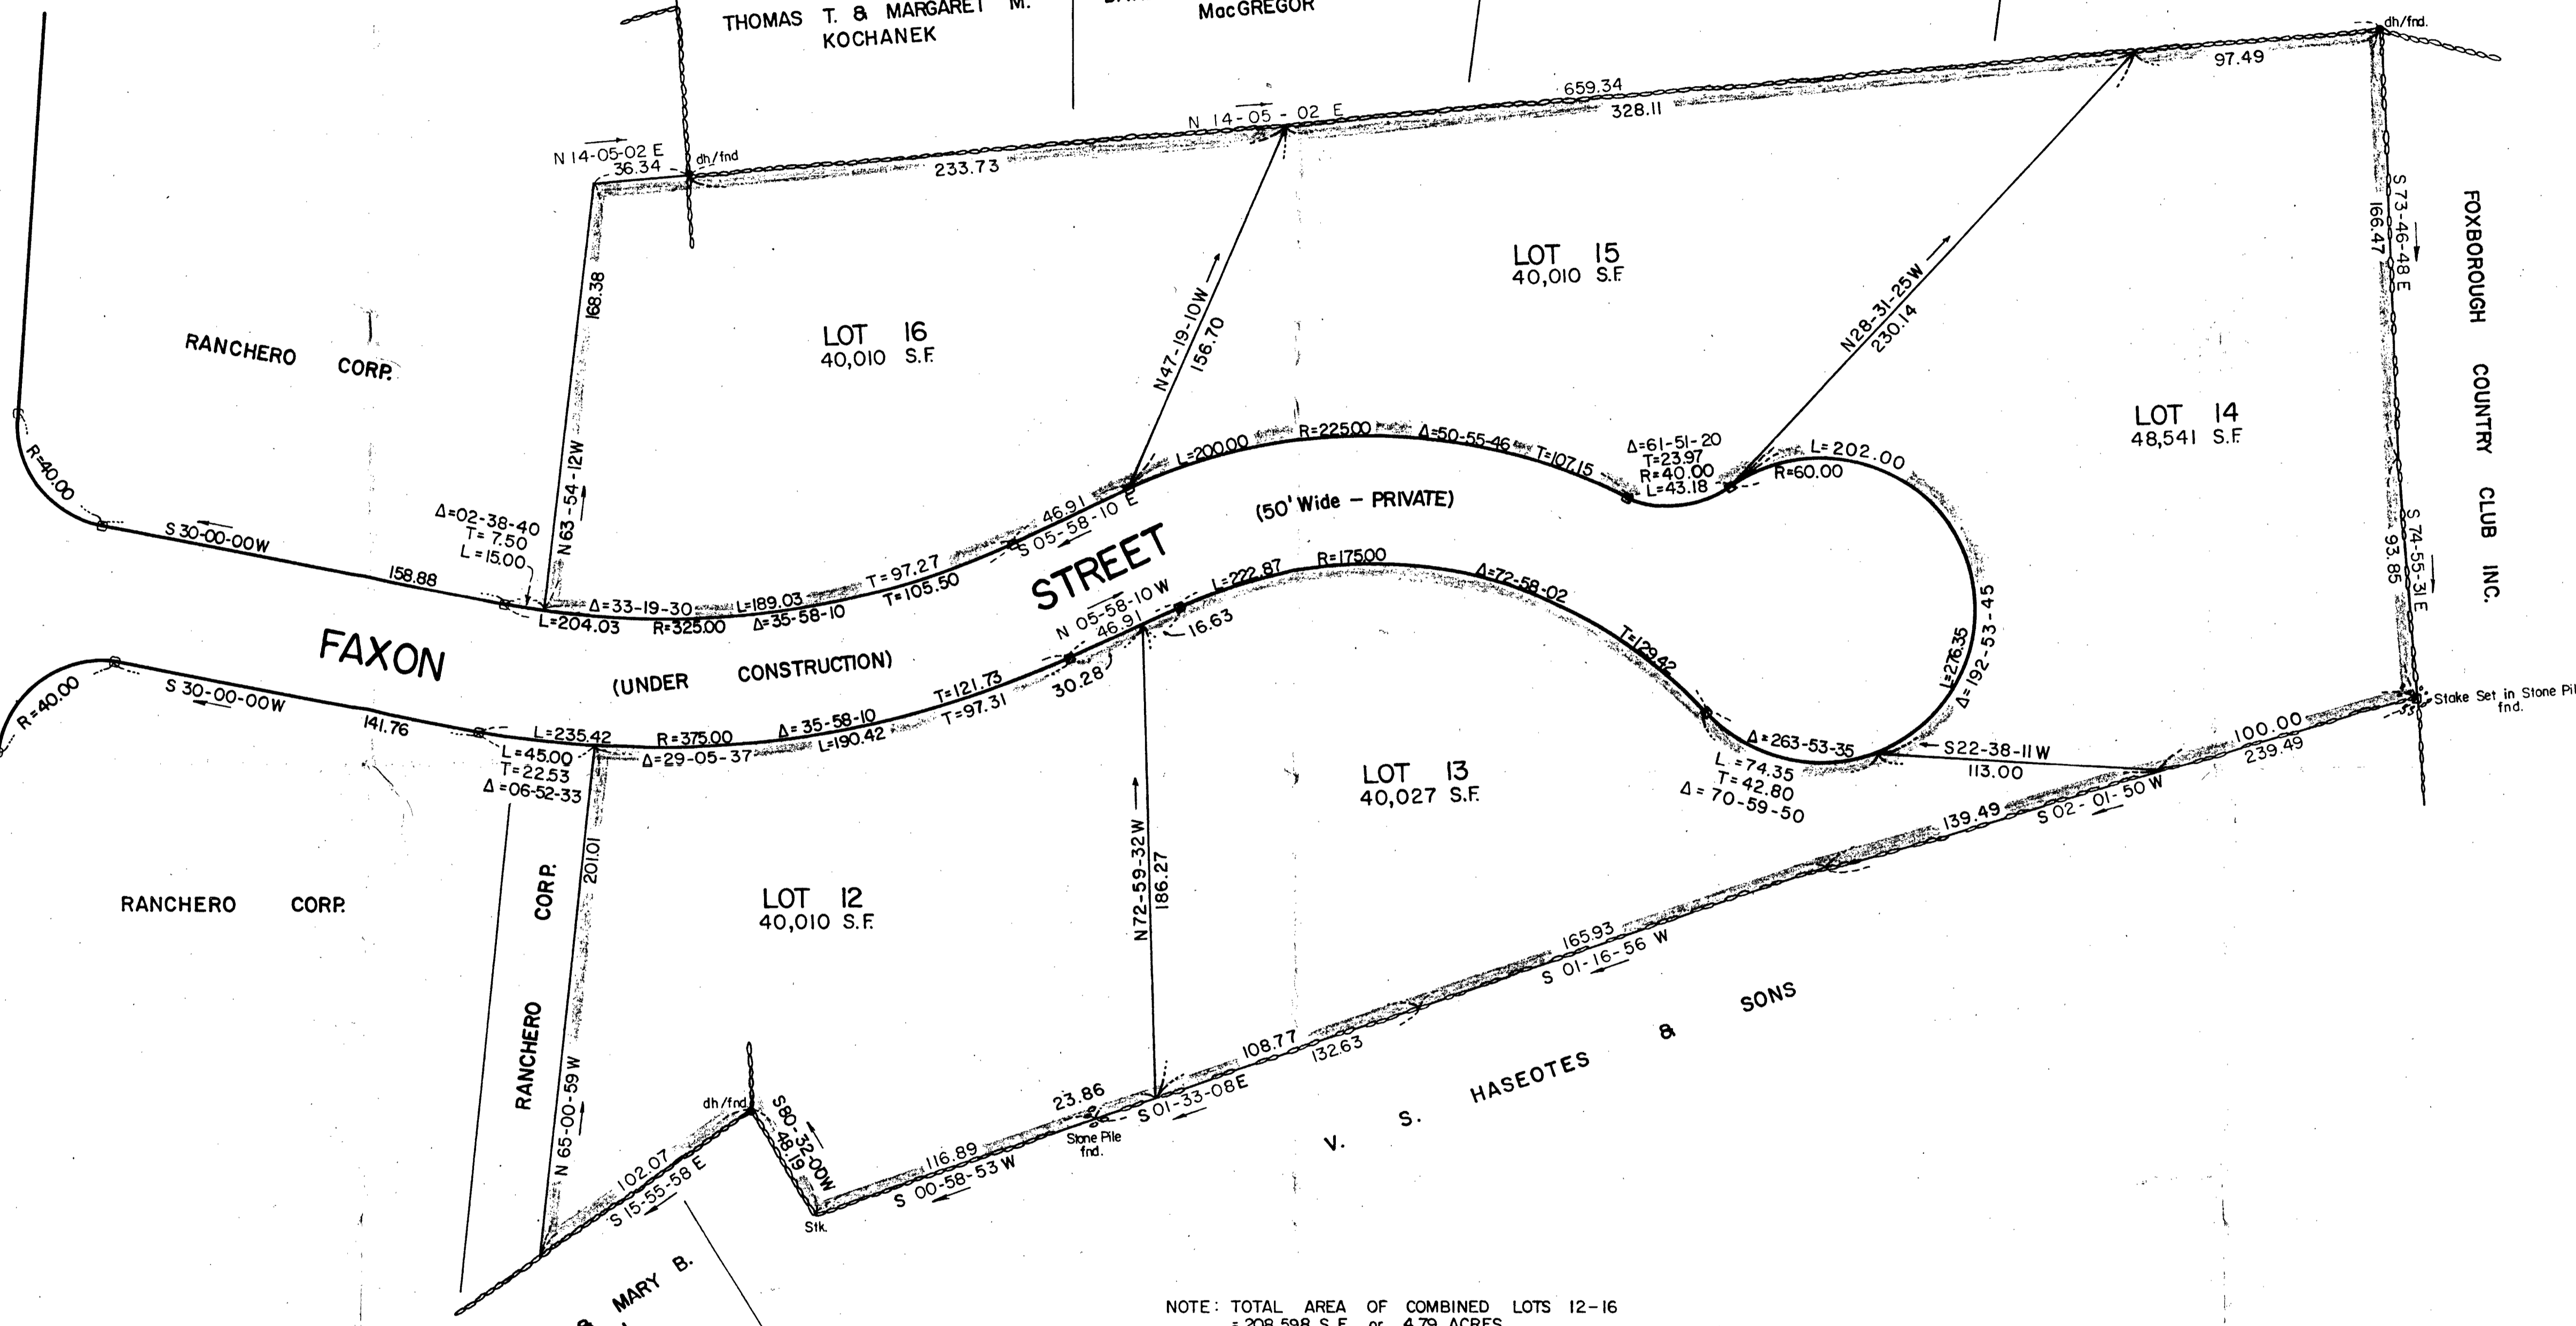 THOMAS T. & MARGARET M.
KOCHANEK
MacGREGOR
dh/fnd.
97.49
659.34
328.11
N 14-05-02 E
N 14-05-02 E
36.34
dh/fnd
233.73
168.38
N 63-54-12W
RANCHERO CORP.
LOT 16
40,010 S.F.
N47-19-10W
156.70
LOT 15
40,010 S.F.
N28-31-25W
230.14
LOT 14
48,541 S.F.
S 73-46-48 E
166.47
S 74-55-31 E
93.85
FOXBOROUGH COUNTRY CLUB INC.
R=40.00
S 30-00-00W
158.88
Δ=02-38-40
T= 7.50
L=15.00
Δ=33-19-30
L=189.03
T=97.27
L=204.03
R=325.00
Δ=35-58-10
T=105.50
46.91
S 05-58-10 E
L=200.00
R=225.00
Δ=50-55-46
T=107.15
Δ=61-51-20
T=23.97
R=40.00
L=43.18
L=202.00
R=60.00
L=276.35
Δ=192-53-45
FAXON STREET
(50' Wide – PRIVATE)
(UNDER CONSTRUCTION)
N 05-58-10 W
46.91
16.63
30.28
L=222.87
R=175.00
Δ=72-58-02
T=129.42
R=40.00
S 30-00-00W
141.76
L=235.42
R=375.00
Δ=35-58-10
T=121.73
L=45.00
T=22.53
Δ=06-52-33
Δ=29-05-37
L=190.42
T=97.31
Δ=263-53-35
L=74.35
T=42.80
Δ=70-59-50
S22-38-11W
113.00
Stake Set in Stone Pil
fnd.
100.00
239.49
139.49
S 02-01-50 W
RANCHERO CORP.
RANCHERO CORP.
201.01
N 65-00-59W
LOT 12
40,010 S.F.
N72-59-32W
186.27
LOT 13
40,027 S.F.
165.93
S 01-16-56 W
108.77
132.63
S 01-33-08E
23.86
Stone Pile
fnd.
116.89
S 00-58-53 W
dh/fnd
S80-32-00W
48.19
Stk.
102.07
S 15-55-58 E
V. S. HASEOTES & SONS
& MARY B.
NOTE: TOTAL AREA OF COMBINED LOTS 12-16
= 208,598 S.F. or 4.79 ACRES